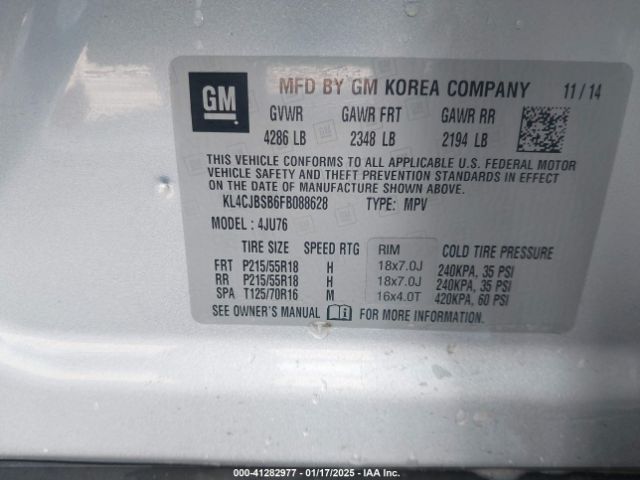 GM
MFD BY GM KOREA COMPANY 11/14
GVWR GAWR FRT GAWR RR
4286 LB 2348 LB 2194 LB
THIS VEHICLE CONFORMS TO ALL APPLICABLE U.S. FEDERAL MOTOR
VEHICLE SAFETY AND THEFT PREVENTION STANDARDS IN EFFECT
ON THE DATE OF MANUFACTURE SHOWN ABOVE.
KL4CJBSB6FB088628 TYPE: MPV
MODEL : 4JU76
TIRE SIZE SPEED RTG RIM COLD TIRE PRESSURE
FRT P215/55R18 H 18x7.0J 240KPA, 35 PSI
RR P215/55R18 H 18x7.0J 240KPA, 35 PSI
SPA T125/70R16 M 16x4.0T 420KPA, 60 PSI
SEE OWNER'S MANUAL FOR MORE INFORMATION.
000-41282977 - 01/17/2025 - IAAI.COM